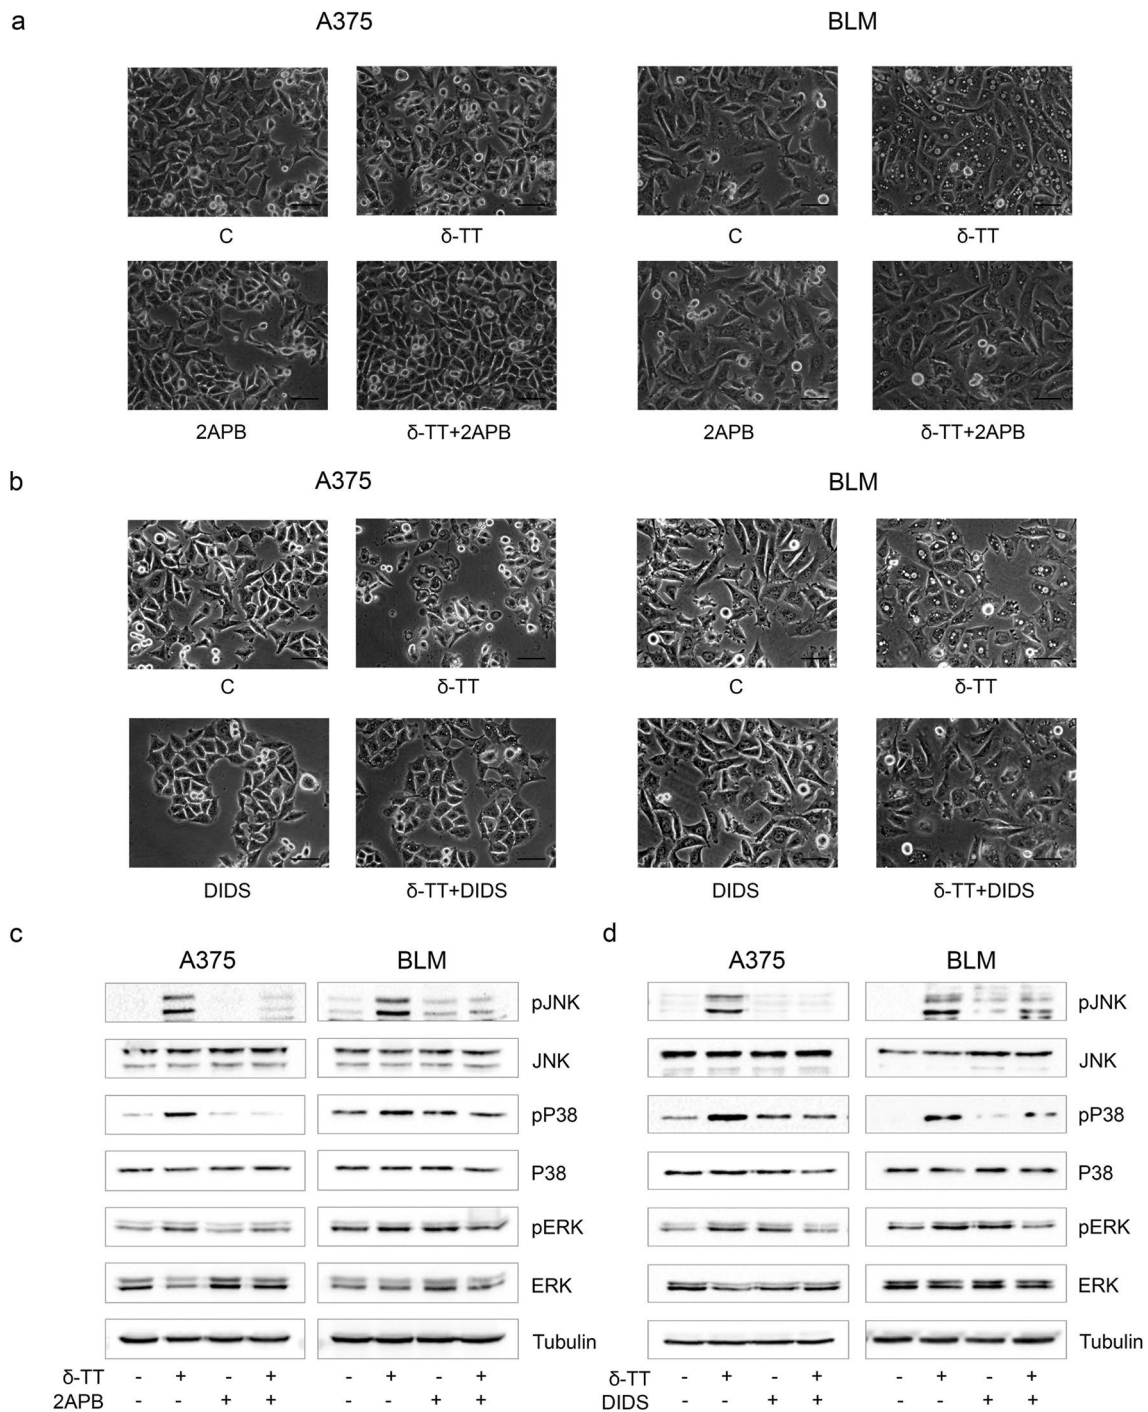 a
A375 BLM
C δ-TT C δ-TT
2APB δ-TT+2APB 2APB δ-TT+2APB
b
A375 BLM
C δ-TT C δ-TT
DIDS δ-TT+DIDS DIDS δ-TT+DIDS
c d
A375 BLM A375 BLM
pJNK pJNK
JNK JNK
pP38 pP38
P38 P38
pERK pERK
ERK ERK
Tubulin Tubulin
δ-TT - + - + - + - + δ-TT - + - + - + - +
2APB - - + + - - + + DIDS - - + + - - + +